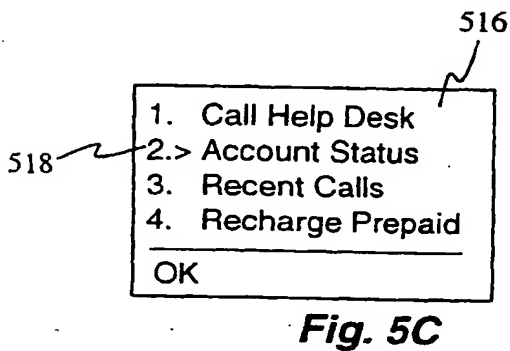 516
1. Call Help Desk
518 2.> Account Status
3. Recent Calls
4. Recharge Prepaid
OK
Fig. 5C